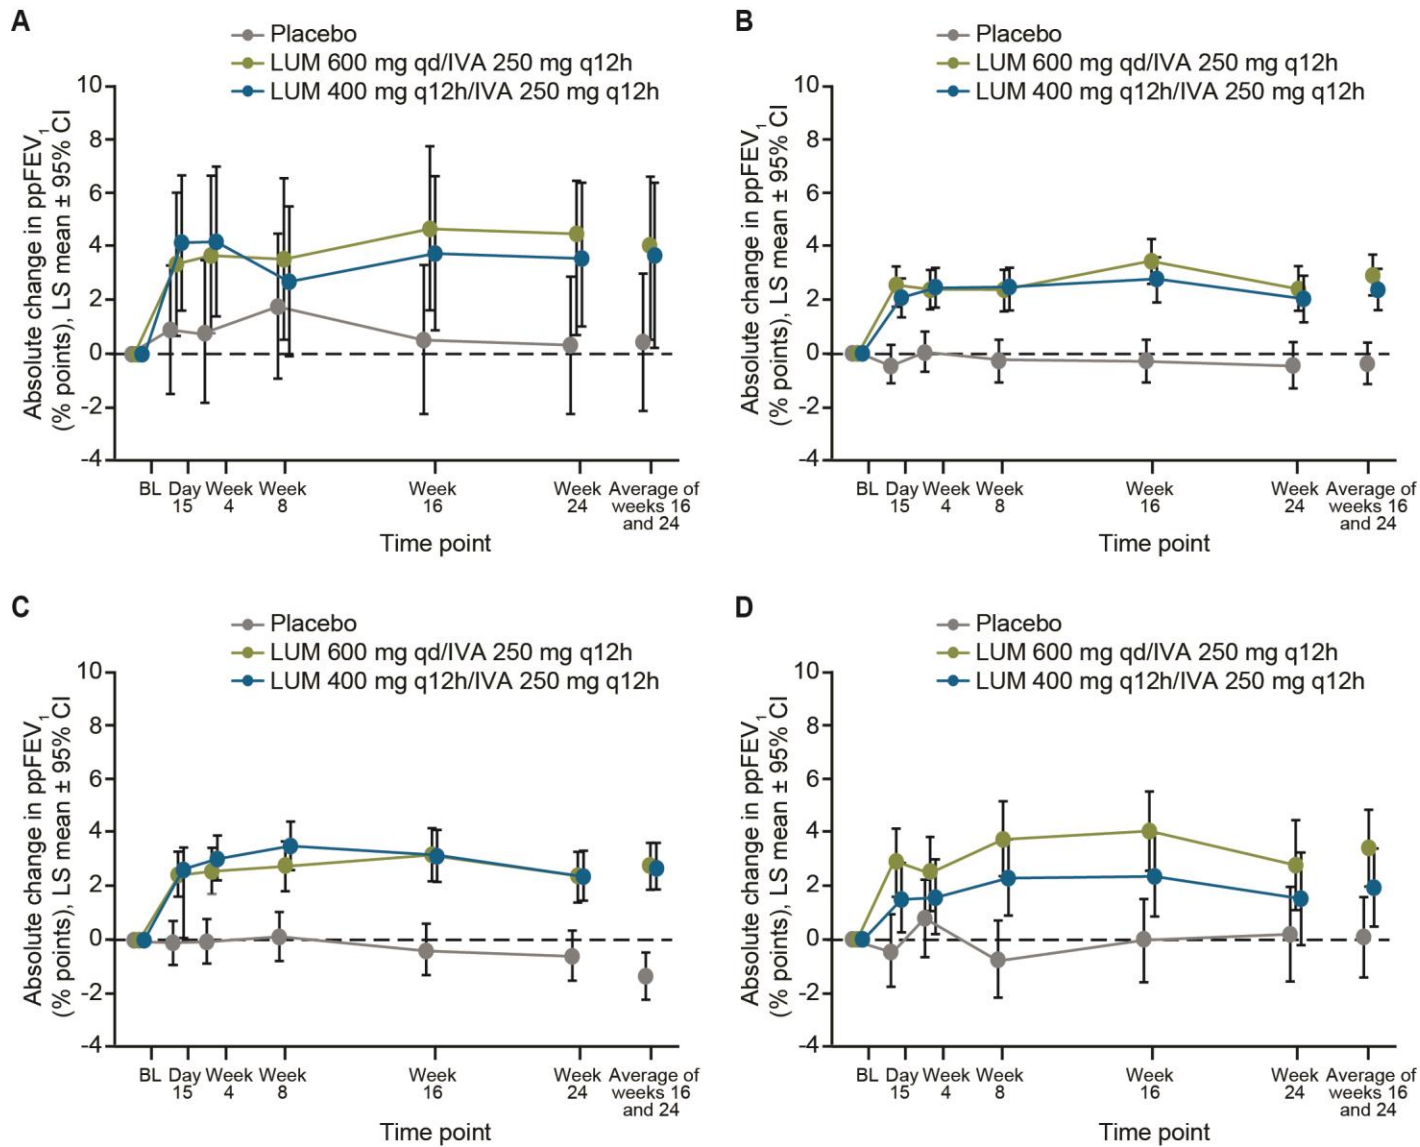 A
Placebo
LUM 600 mg qd/IVA 250 mg q12h
LUM 400 mg q12h/IVA 250 mg q12h
Absolute change in ppFEV1
(% points), LS mean ± 95% CI
10
8
6
4
2
0
-2
-4
BL Day 15 Week 4 Week 8 Week 16 Week 24 Average of weeks 16 and 24
Time point
B
Placebo
LUM 600 mg qd/IVA 250 mg q12h
LUM 400 mg q12h/IVA 250 mg q12h
Absolute change in ppFEV1
(% points), LS mean ± 95% CI
10
8
6
4
2
0
-2
-4
BL Day 15 Week 4 Week 8 Week 16 Week 24 Average of weeks 16 and 24
Time point
C
Placebo
LUM 600 mg qd/IVA 250 mg q12h
LUM 400 mg q12h/IVA 250 mg q12h
Absolute change in ppFEV1
(% points), LS mean ± 95% CI
10
8
6
4
2
0
-2
-4
BL Day 15 Week 4 Week 8 Week 16 Week 24 Average of weeks 16 and 24
Time point
D
Placebo
LUM 600 mg qd/IVA 250 mg q12h
LUM 400 mg q12h/IVA 250 mg q12h
Absolute change in ppFEV1
(% points), LS mean ± 95% CI
10
8
6
4
2
0
-2
-4
BL Day 15 Week 4 Week 8 Week 16 Week 24 Average of weeks 16 and 24
Time point